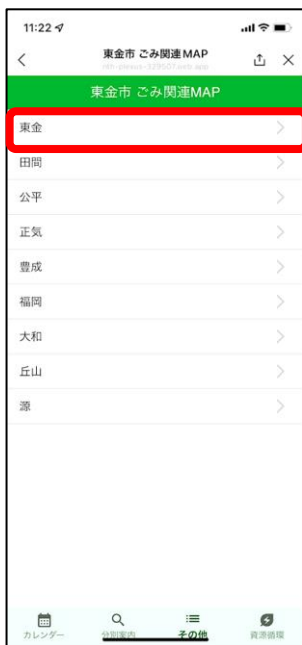 11:22
東金市 ごみ関連MAP
東金市 ごみ関連MAP
東金
田間
公平
正気
豊成
福岡
大和
丘山
源
カレンダー 分別案内 その他 資源循環